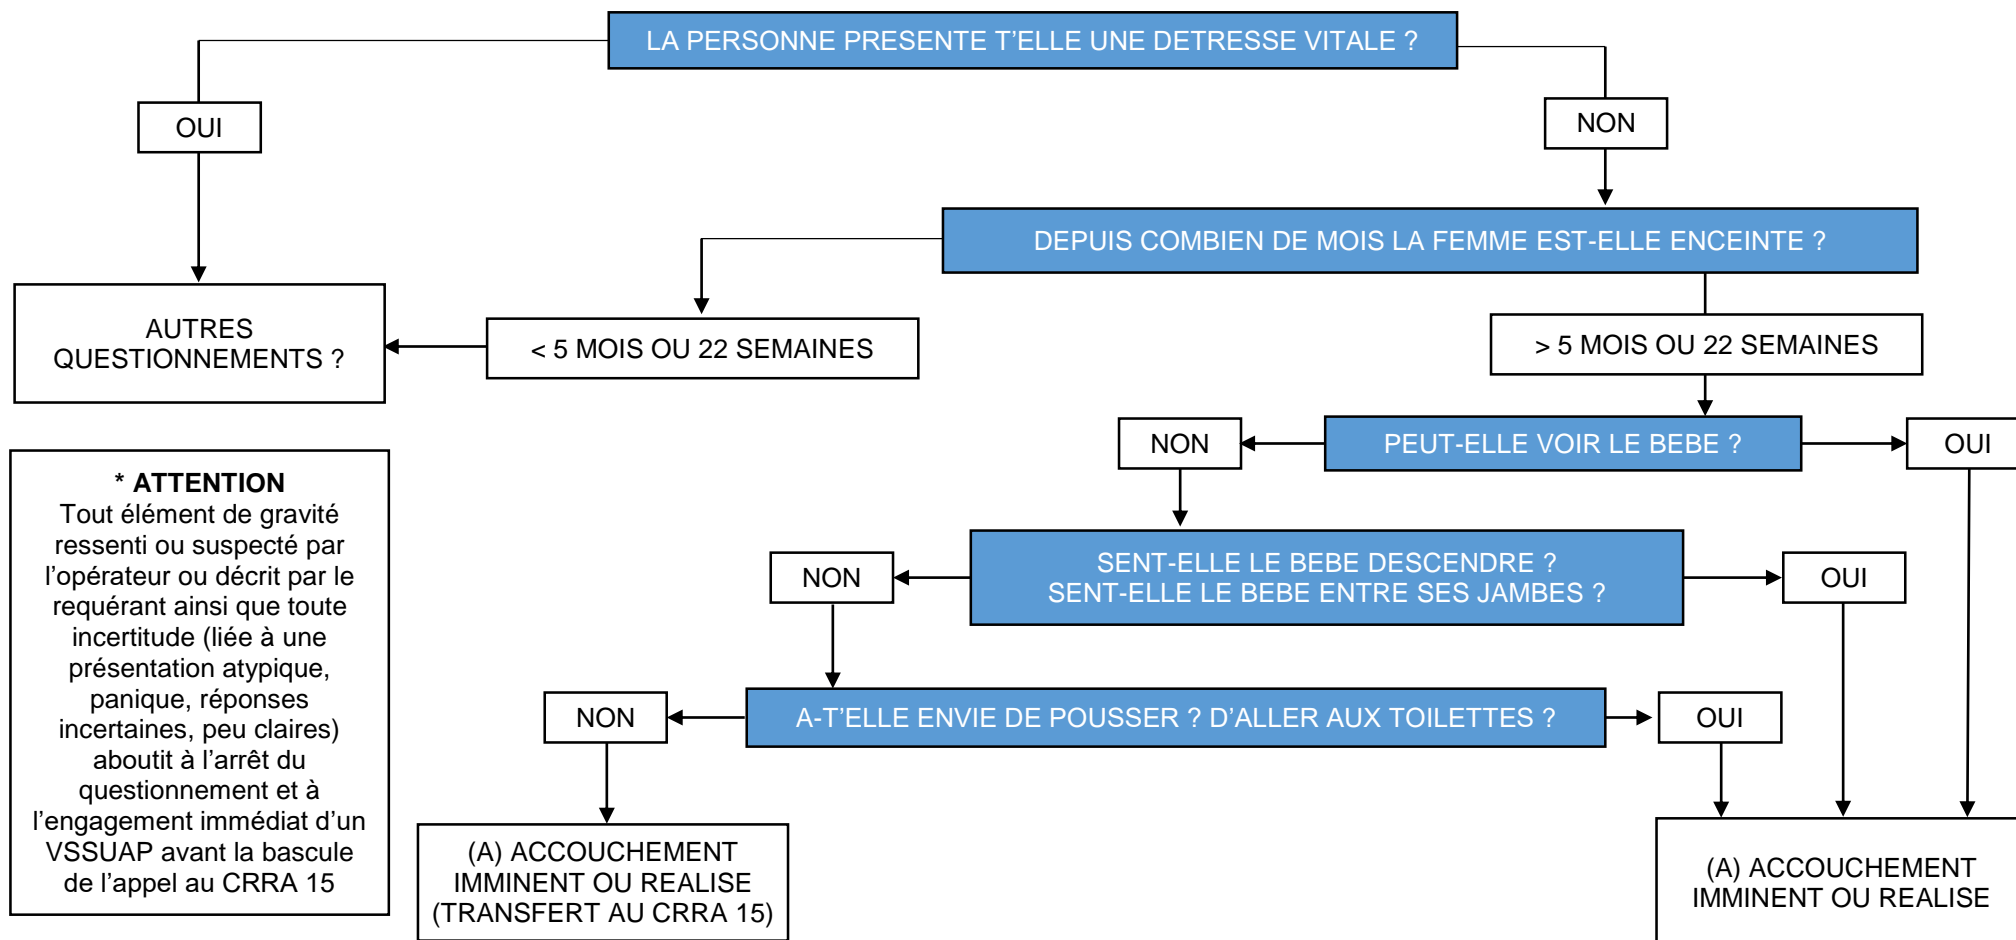 LA PERSONNE PRESENTE T’ELLE UNE DETRESSE VITALE ?
OUI
NON
DEPUIS COMBIEN DE MOIS LA FEMME EST-ELLE ENCEINTE ?
AUTRES
QUESTIONNEMENTS ?
< 5 MOIS OU 22 SEMAINES
> 5 MOIS OU 22 SEMAINES
NON
PEUT-ELLE VOIR LE BEBE ?
OUI
* ATTENTION
Tout élément de gravité
ressenti ou suspecté par
l’opérateur ou décrit par le
requérant ainsi que toute
incertitude (liée à une
présentation atypique,
panique, réponses
incertaines, peu claires)
aboutit à l’arrêt du
questionnement et à
l’engagement immédiat d’un
VSSUAP avant la bascule
de l’appel au CRRA 15
NON
SENT-ELLE LE BEBE DESCENDRE ?
SENT-ELLE LE BEBE ENTRE SES JAMBES ?
OUI
NON
A-T’ELLE ENVIE DE POUSSER ? D’ALLER AUX TOILETTES ?
OUI
(A) ACCOUCHEMENT
IMMINENT OU REALISE
(TRANSFERT AU CRRA 15)
(A) ACCOUCHEMENT
IMMINENT OU REALISE